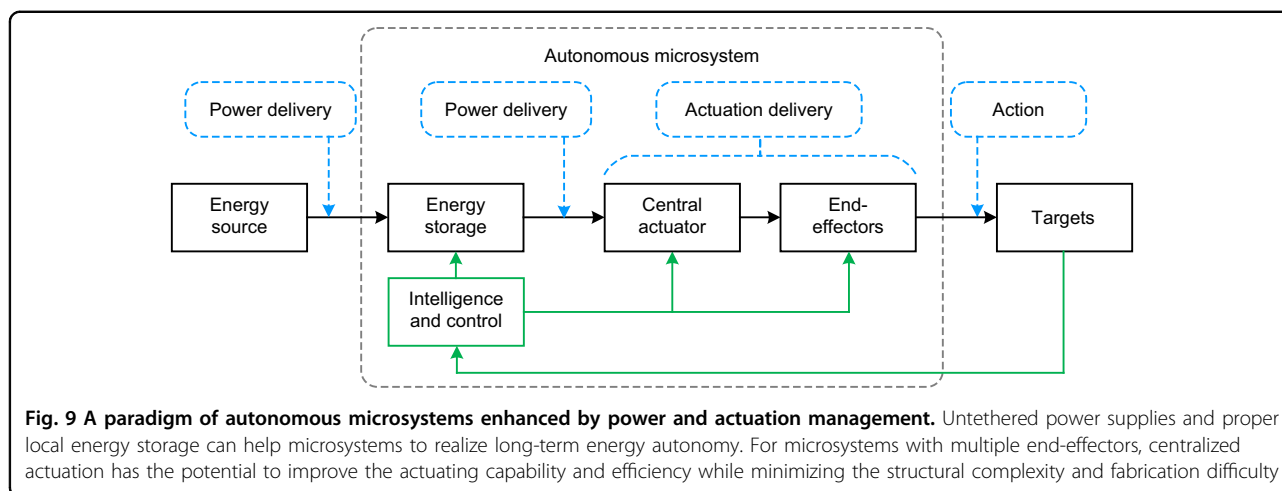 Autonomous microsystem
Power delivery
Power delivery
Actuation delivery
Action
Energy
source
Energy
storage
Central
actuator
End-
effectors
Targets
Intelligence
and control
Fig. 9 A paradigm of autonomous microsystems enhanced by power and actuation management. Untethered power supplies and proper
local energy storage can help microsystems to realize long-term energy autonomy. For microsystems with multiple end-effectors, centralized
actuation has the potential to improve the actuating capability and efficiency while minimizing the structural complexity and fabrication difficulty